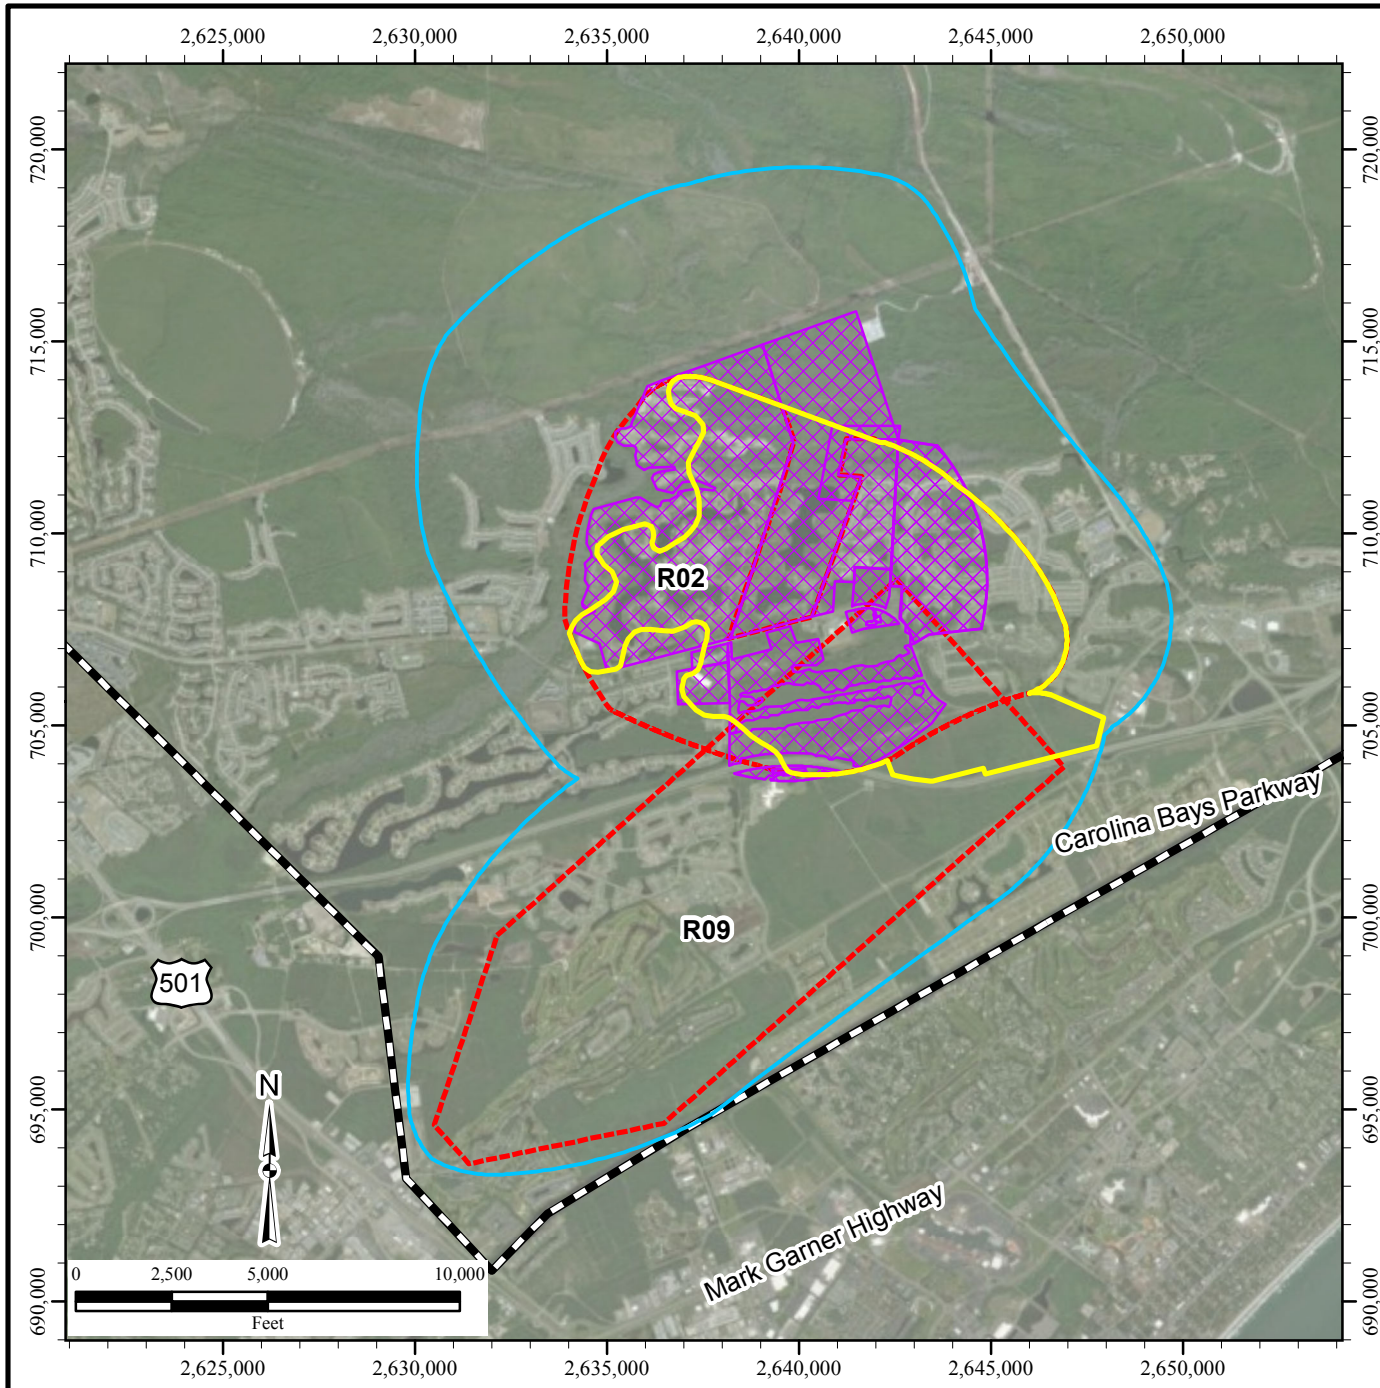 2,625,000 2,630,000 2,635,000 2,640,000 2,645,000 2,650,000
720,000 720,000
715,000 715,000
710,000 710,000
R02
705,000 705,000
Carolina Bays Parkway
700,000 700,000
R09
501
695,000 695,000
N
Mark Garner Highway
0 2,500 5,000 10,000
Feet
690,000 690,000
2,625,000 2,630,000 2,635,000 2,640,000 2,645,000 2,650,000